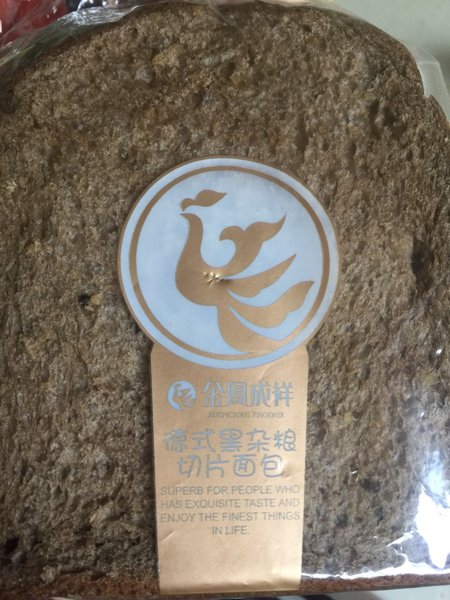 金鳳成祥
AUSPICIOUS PHOENIX
德式黑杂粮
切片面包
SUPERB FOR PEOPLE WHO
HAS EXQUISITE TASTE AND
ENJOY THE FINEST THINGS
IN LIFE.